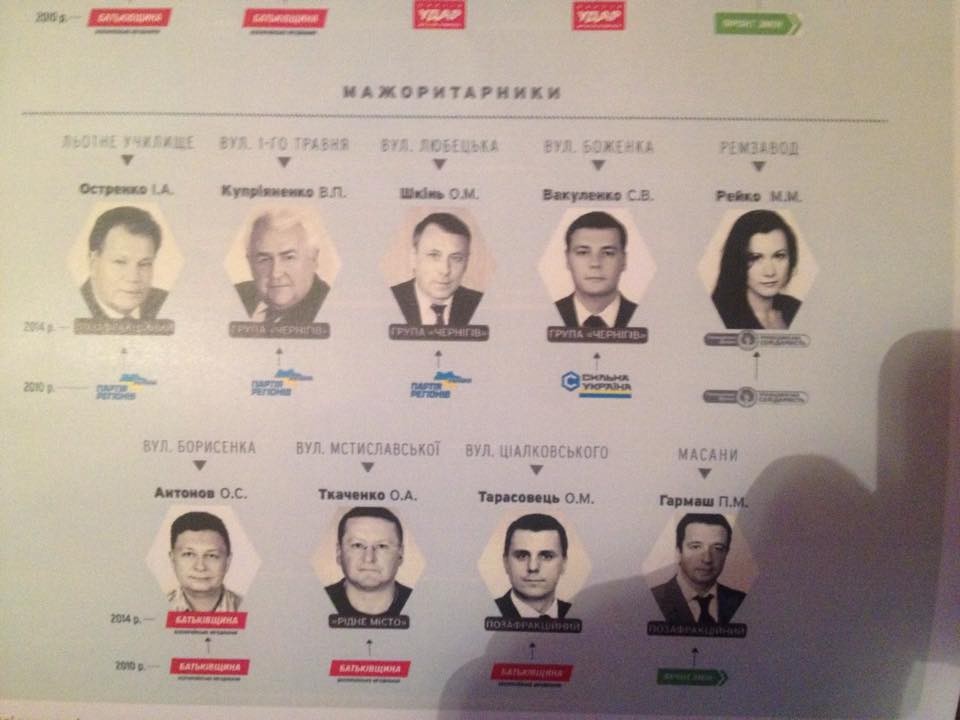 2010 р.
БАТЬКІВЩИНА
БАТЬКІВЩИНА
УДАР
УДАР
ФРОНТ ЗМІН
МАЖОРИТАРНИКИ
ЛЬОТНЕ УЧИЛИЩЕ
ВУЛ. 1-ГО ТРАВНЯ
ВУЛ. ЛЮБЕЦЬКА
ВУЛ. БОЖЕНКА
РЕМЗАВОД
Остренко І.А.
Купріяненко В.П.
Шкінь О.М.
Вакуленко С.В.
Рейко М.М.
2014 р.
ПОЗАФРАКЦІЙНИЙ
ГРУПА «ЧЕРНІГІВ»
ГРУПА «ЧЕРНІГІВ»
ГРУПА «ЧЕРНІГІВ»
2010 р.
ПАРТІЯ РЕГІОНІВ
ПАРТІЯ РЕГІОНІВ
ПАРТІЯ РЕГІОНІВ
СИЛЬНА УКРАЇНА
ВУЛ. БОРИСЕНКА
ВУЛ. МСТИСЛАВСЬКОЇ
ВУЛ. ЦІАЛКОВСЬКОГО
МАСАНИ
Антонов О.С.
Ткаченко О.А.
Тарасовець О.М.
Гармаш П.М.
2014 р.
БАТЬКІВЩИНА
«РІДНЕ МІСТО»
ПОЗАФРАКЦІЙНИЙ
ПОЗАФРАКЦІЙНИЙ
2010 р.
БАТЬКІВЩИНА
БАТЬКІВЩИНА
БАТЬКІВЩИНА
ФРОНТ ЗМІН